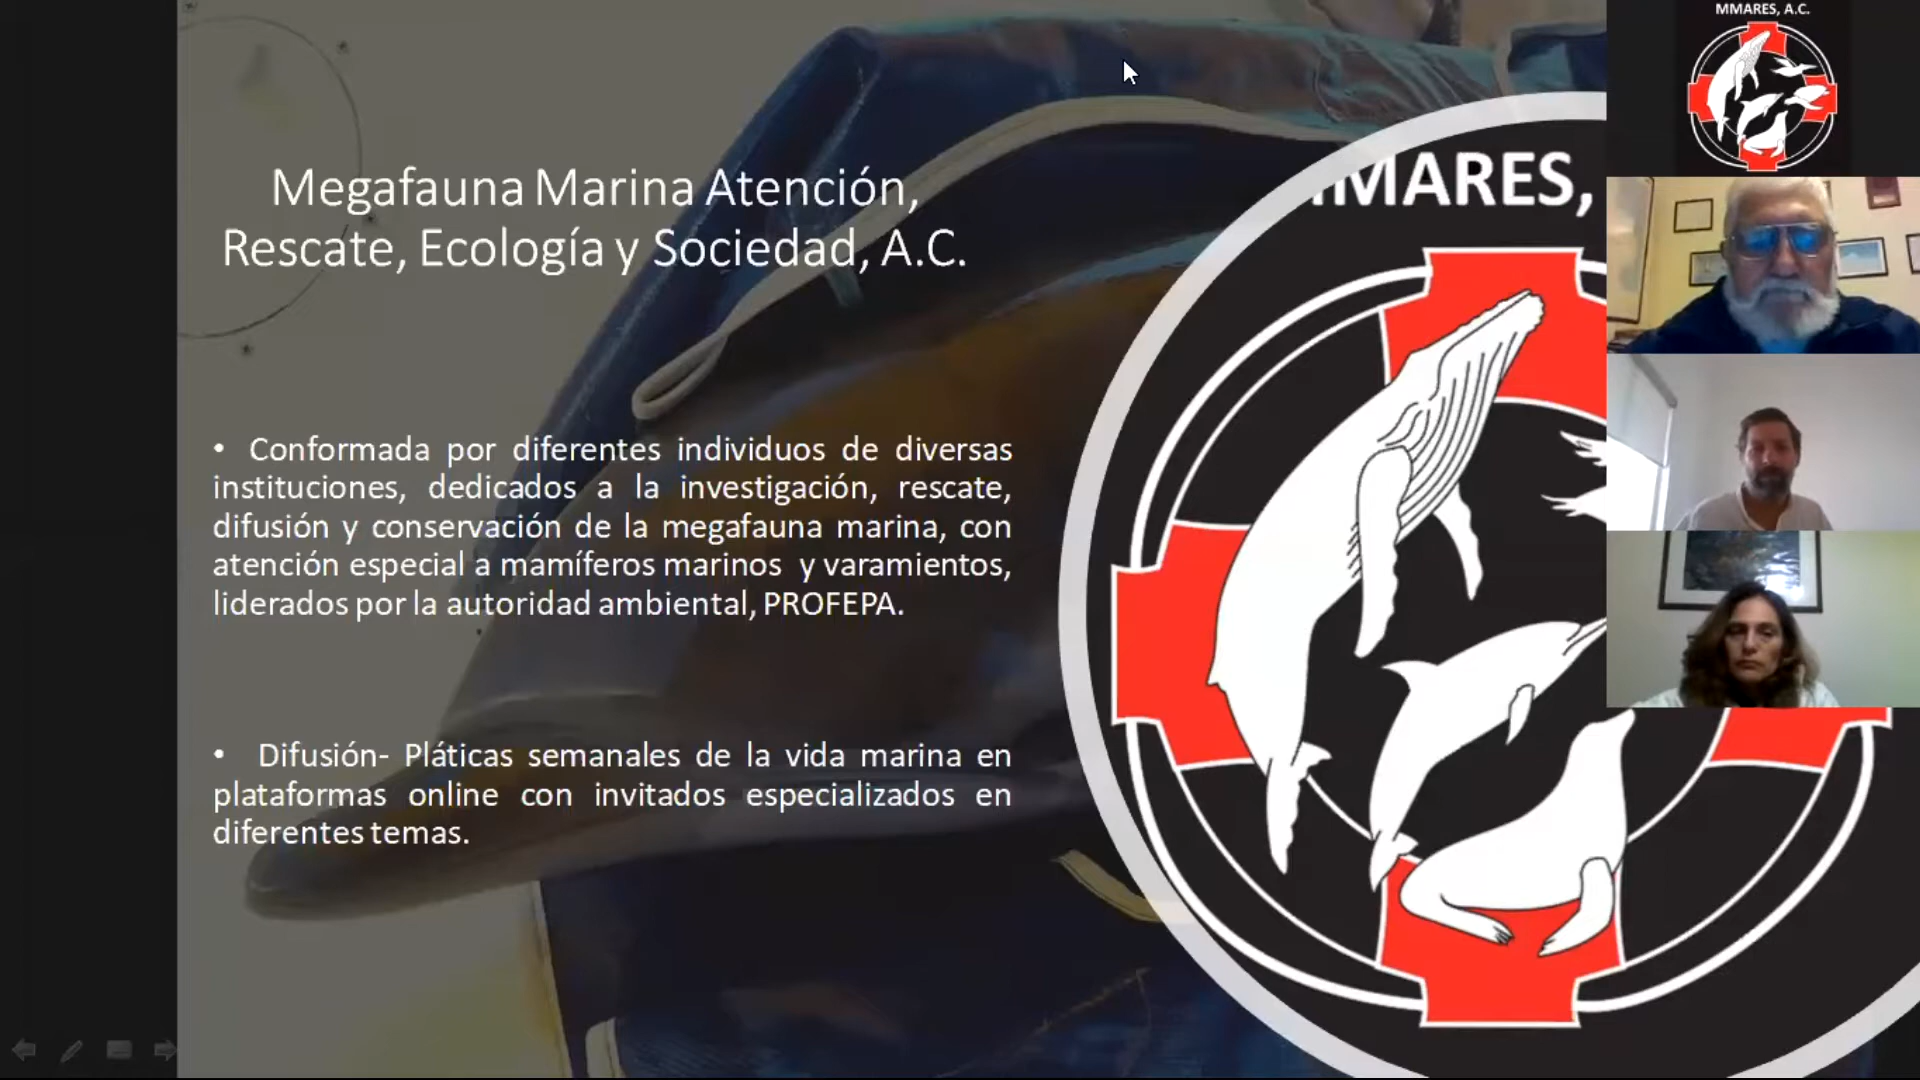 Megafauna Marina Atención,
Rescate, Ecología y Sociedad, A.C.
• Conformada por diferentes individuos de diversas
instituciones, dedicados a la investigación, rescate,
difusión y conservación de la megafauna marina, con
atención especial a mamíferos marinos y varamientos,
liderados por la autoridad ambiental, PROFEPA.
• Difusión- Pláticas semanales de la vida marina en
plataformas online con invitados especializados en
diferentes temas.
MMARES,
MMARES, A.C.